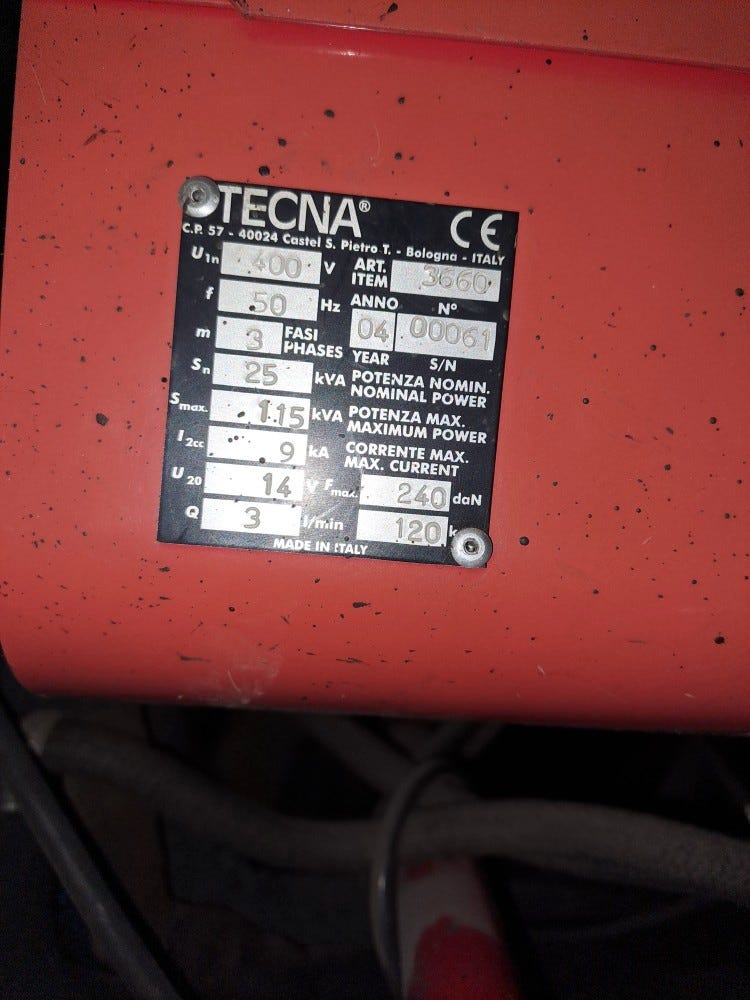 TECNA® CE
C.P. 57 - 40024 Castel S. Pietro T. - Bologna - ITALY
U1n 400 V ART. ITEM 3660
f 50 Hz ANNO YEAR 04 N° S/N 00061
m 3 FASI PHASES
Sn 25 kVA POTENZA NOMIN. NOMINAL POWER
Smax. 115 kVA POTENZA MAX. MAXIMUM POWER
I2cc 9 kA CORRENTE MAX. MAX. CURRENT
U20 14 V Fmax. 240 daN
Q 3 l/min 120
MADE IN ITALY